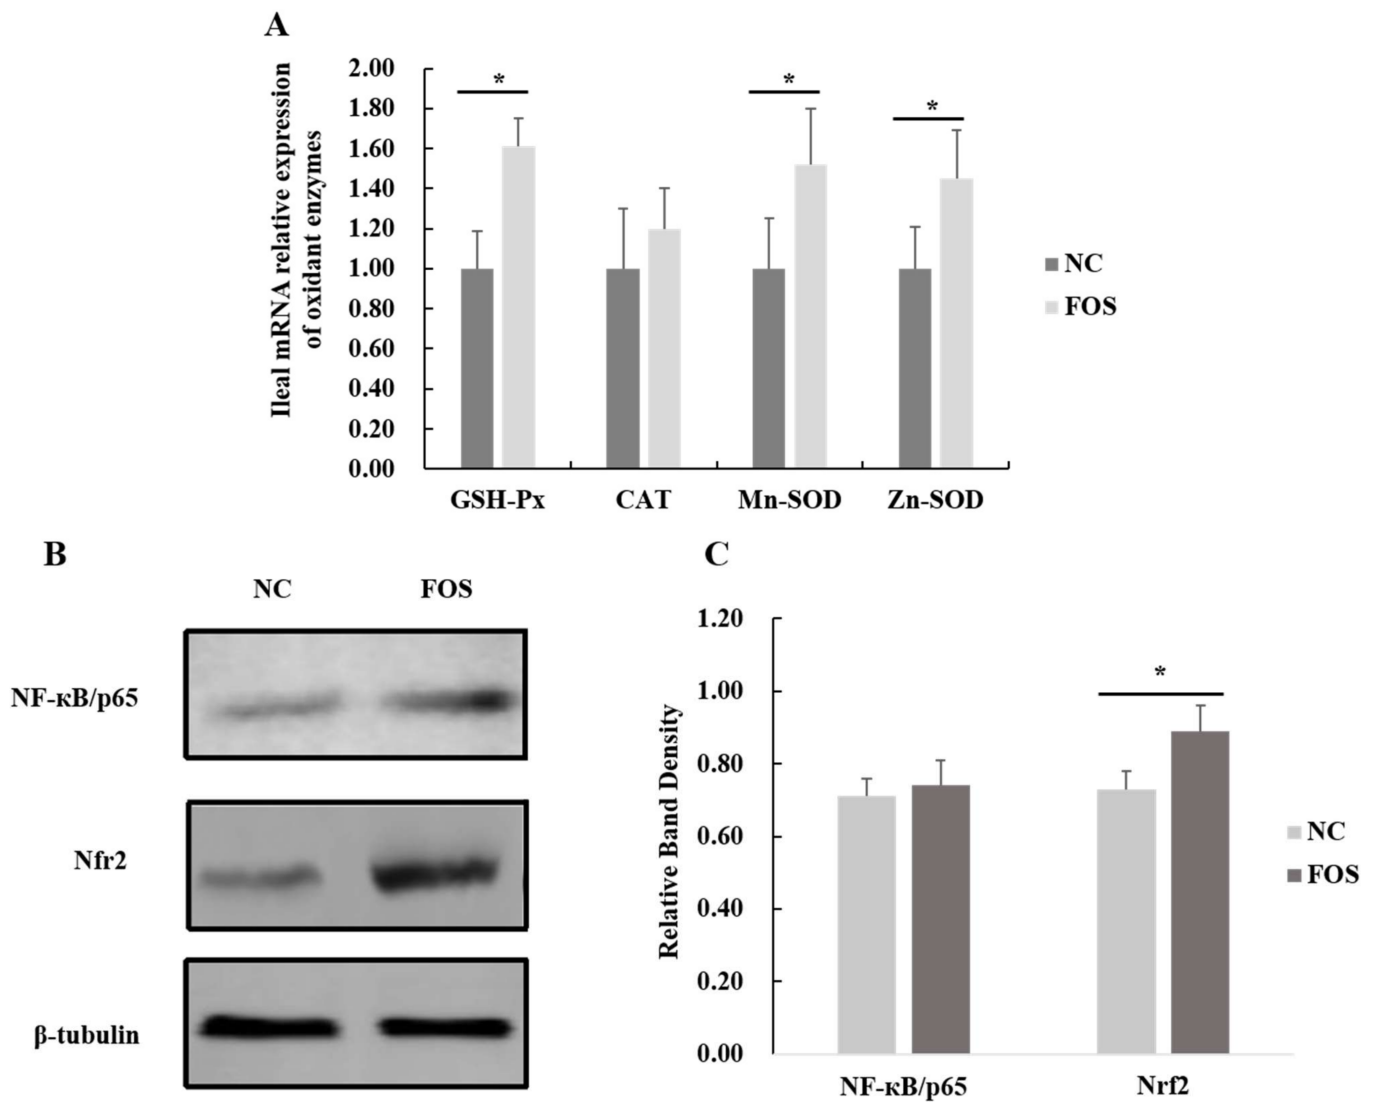 A
Ileal mRNA relative expression
of oxidant enzymes
2.00
1.80
1.60
1.40
1.20
1.00
0.80
0.60
0.40
0.20
0.00
*
*
*
GSH-Px
CAT
Mn-SOD
Zn-SOD
NC
FOS
B
NC
FOS
NF-κB/p65
Nfr2
β-tubulin
C
Relative Band Density
1.20
1.00
0.80
0.60
0.40
0.20
0.00
*
NF-κB/p65
Nrf2
NC
FOS